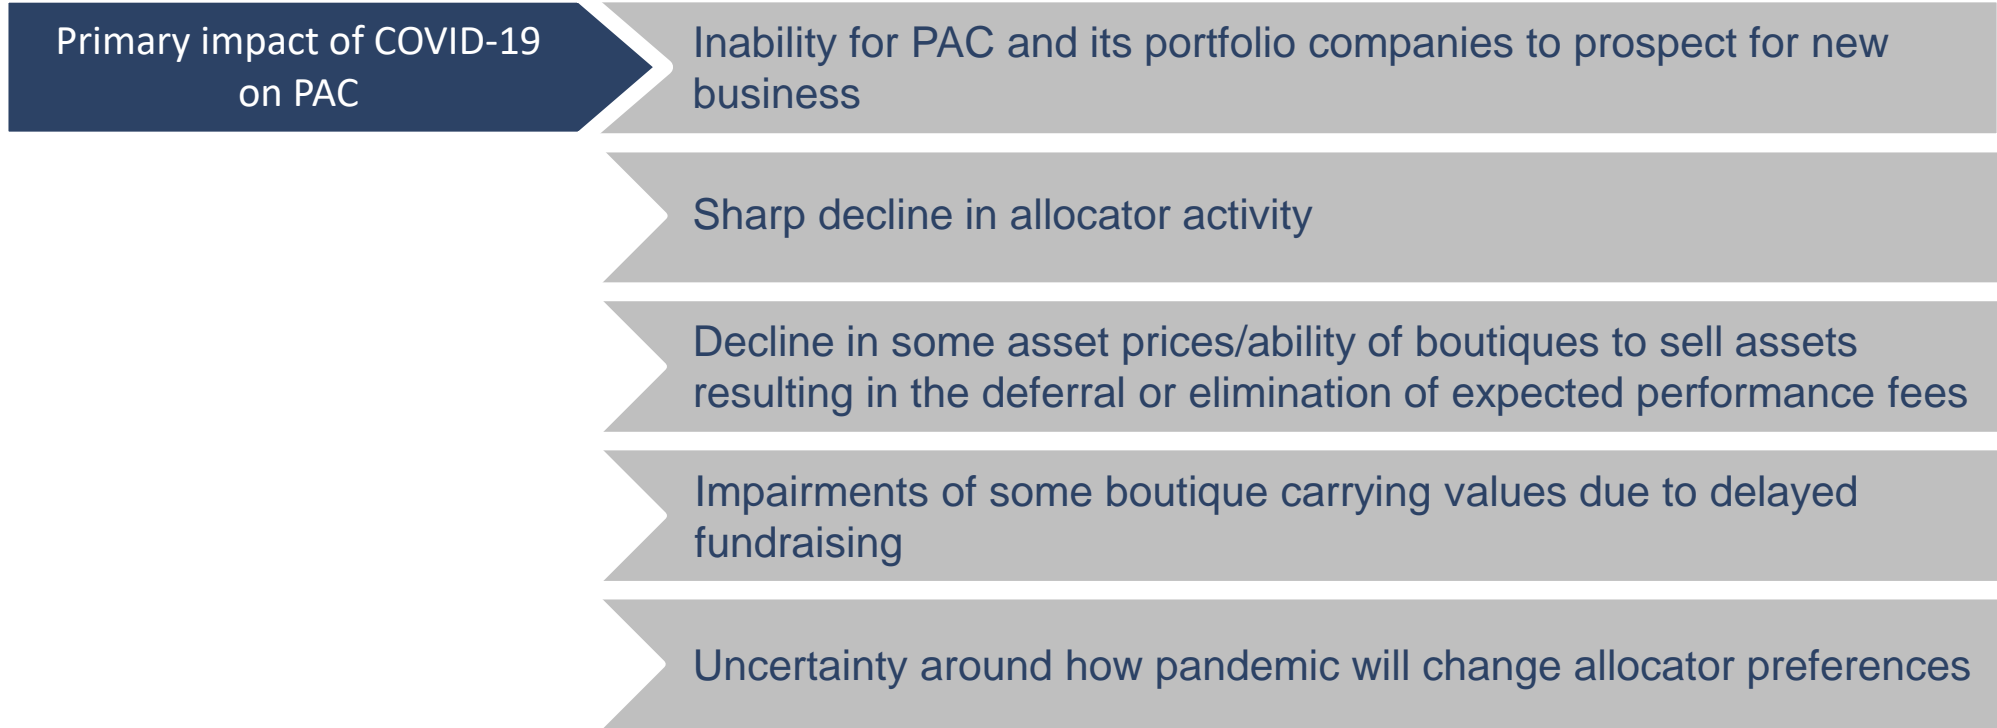 Primary impact of COVID-19
on PAC
Inability for PAC and its portfolio companies to prospect for new
business
Sharp decline in allocator activity
Decline in some asset prices/ability of boutiques to sell assets
resulting in the deferral or elimination of expected performance fees
Impairments of some boutique carrying values due to delayed
fundraising
Uncertainty around how pandemic will change allocator preferences